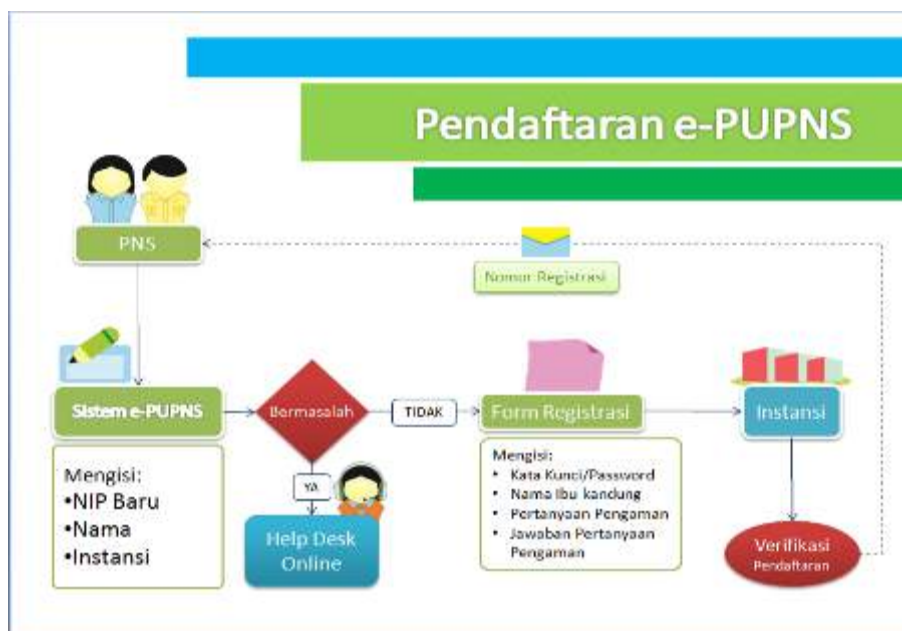 Pendaftaran e-PUPNS
PNS
Nomor Registrasi
Sistem e-PUPNS
Bermasalah
TIDAK
Form Registrasi
Instansi
Mengisi:
•NIP Baru
•Nama
•Instansi
YA
Help Desk
Online
Mengisi:
• Kata Kunci/Password
• Nama Ibu kandung
• Pertanyaan Pengaman
• Jawaban Pertanyaan
Pengaman
Verifikasi
Pendaftaran